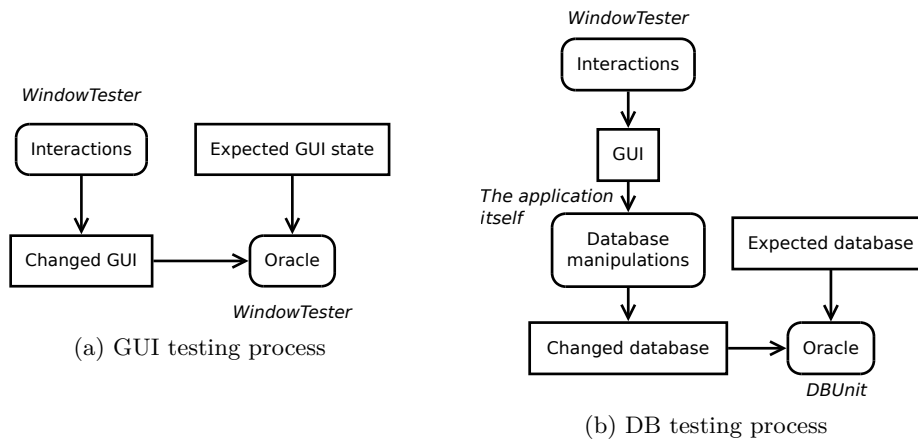 WindowTester
Interactions
Expected GUI state
Changed GUI
Oracle
WindowTester
(a) GUI testing process
WindowTester
Interactions
GUI
The application
itself
Database
manipulations
Expected database
Changed database
Oracle
DBUnit
(b) DB testing process